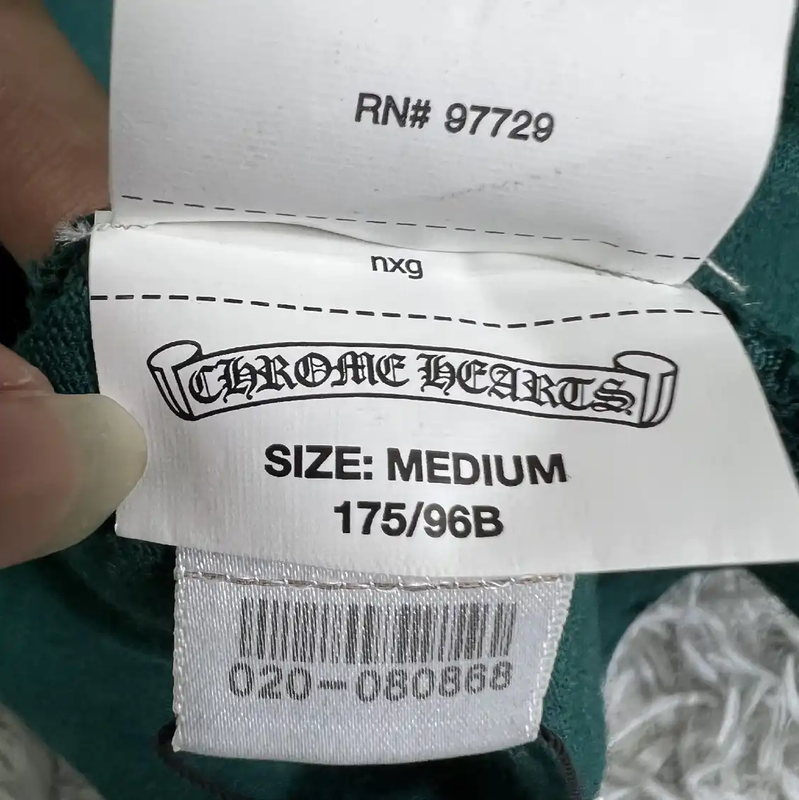 RN# 97729
nxg
CHROME HEARTS
SIZE: MEDIUM
175/96B
020-080868